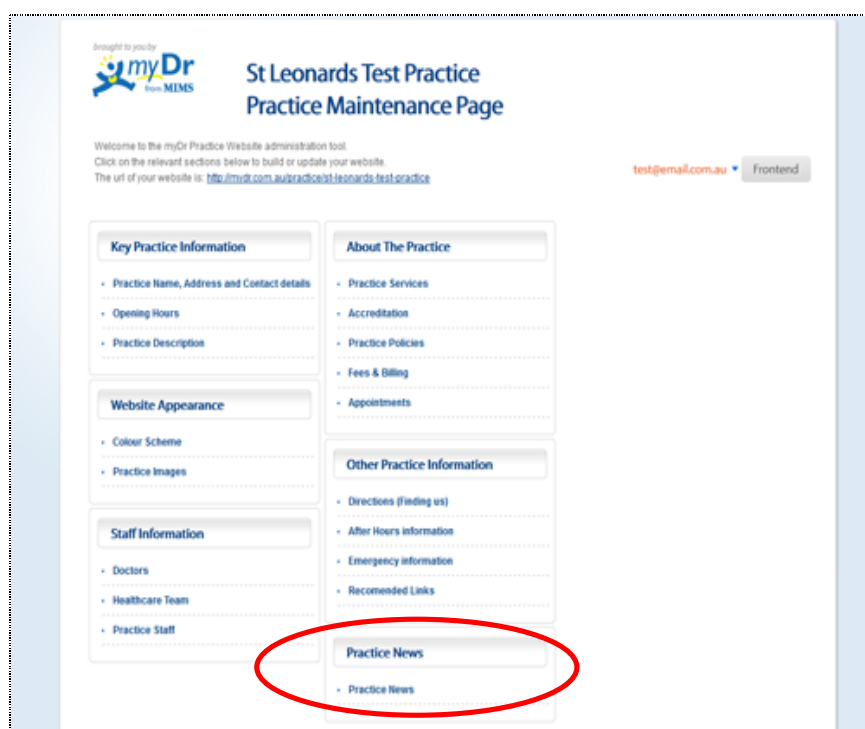 brought to you by
myDr
from MIMS
St Leonards Test Practice
Practice Maintenance Page
Welcome to the myDr Practice Website administration tool.
Click on the relevant sections below to build or update your website.
The url of your website is: http://mydr.com.au/practice/st-leonards-test-practice
test@email.com.au
Frontend
Key Practice Information
Practice Name, Address and Contact details
Opening Hours
Practice Description
Website Appearance
Colour Scheme
Practice Images
Staff Information
Doctors
Healthcare Team
Practice Staff
About The Practice
Practice Services
Accreditation
Practice Policies
Fees & Billing
Appointments
Other Practice Information
Directions (Finding us)
After Hours information
Emergency information
Recomended Links
Practice News
Practice News